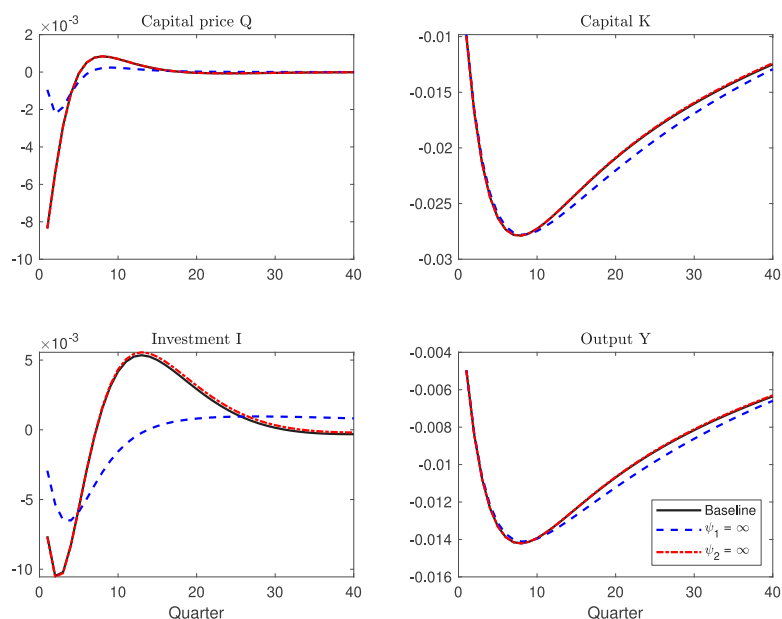 Capital price Q
×10⁻³
2
0
-2
-4
-6
-8
-10
0 10 20 30 40
Capital K
-0.01
-0.015
-0.02
-0.025
-0.03
0 10 20 30 40
Investment I
×10⁻³
5
0
-5
-10
0 10 20 30 40
Quarter
Output Y
-0.004
-0.006
-0.008
-0.01
-0.012
-0.014
-0.016
0 10 20 30 40
Quarter
Baseline
ψ₁ = ∞
ψ₂ = ∞